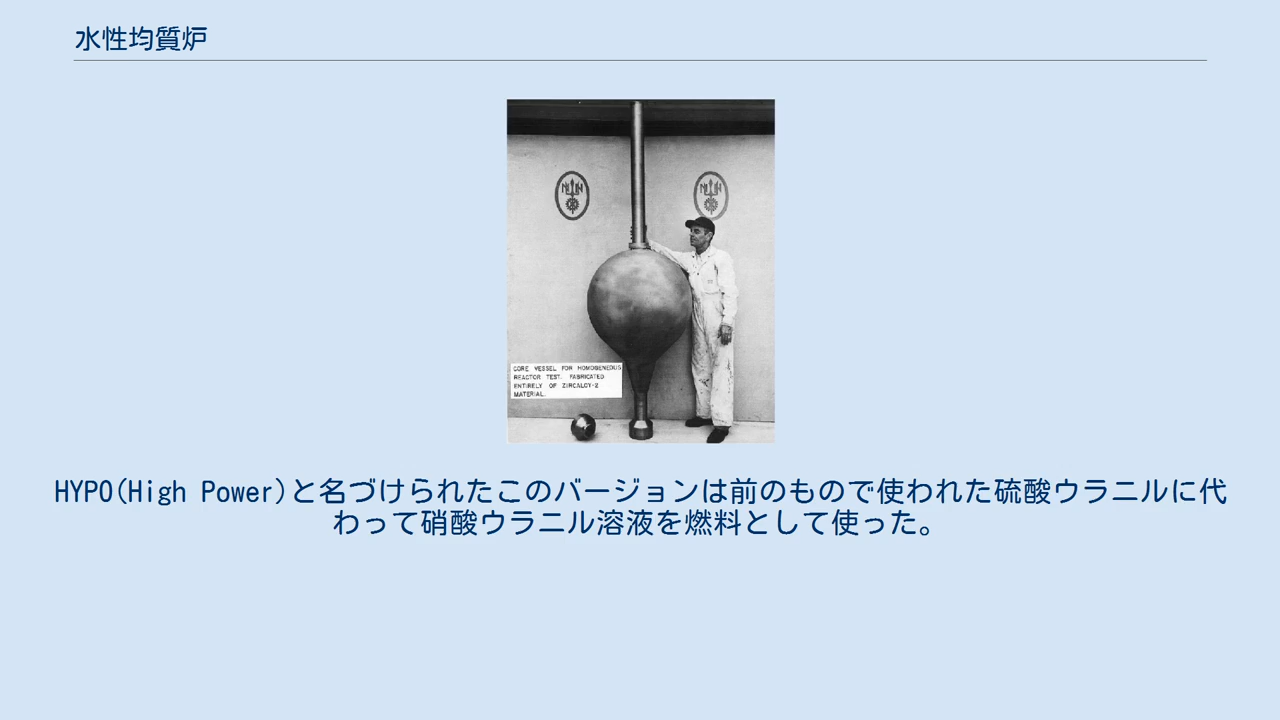 水性均質炉
CORE VESSEL FOR HOMOGENEOUS
REACTOR TEST. FABRICATED
ENTIRELY OF ZIRCALOY-2
MATERIAL.
HYPO(High Power)と名づけられたこのバージョンは前のもので使われた硫酸ウラニルに代
わって硝酸ウラニル溶液を燃料として使った。